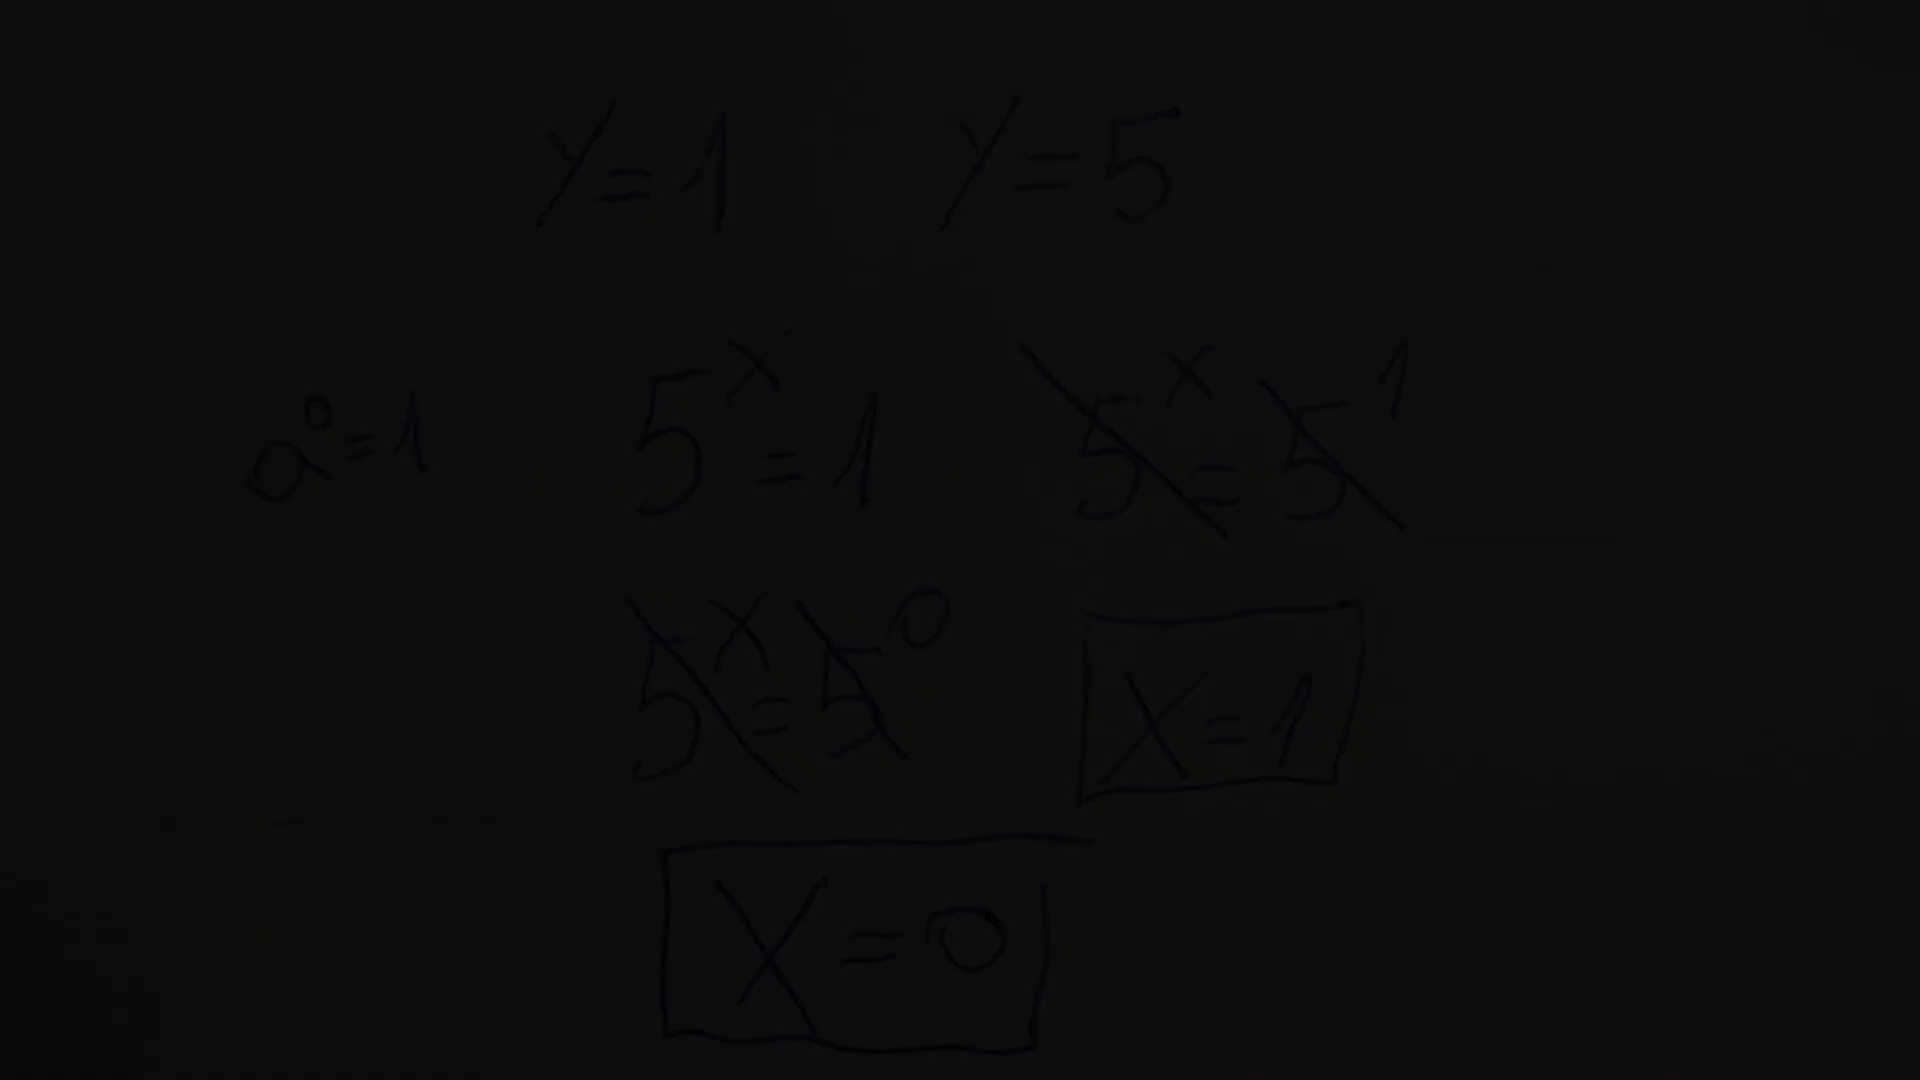 y = 1 y = 5
a⁰ = 1 5ˣ = 1 5ˣ = 5¹
5ˣ = 5⁰ x = 1
x = 0